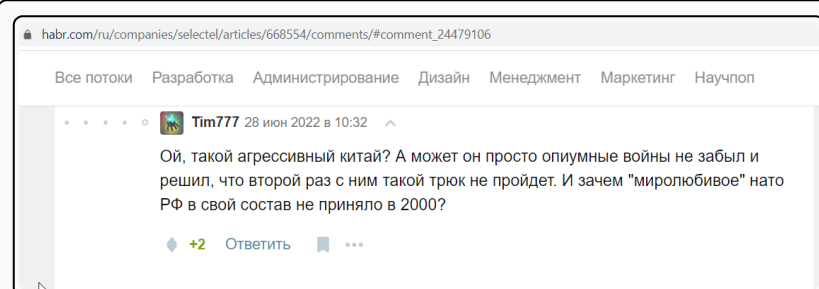 habr.com/ru/companies/selectel/articles/668554/comments/#comment_24479106
Все потоки Разработка Администрирование Дизайн Менеджмент Маркетинг Научпоп
Tim777 28 июн 2022 в 10:32
Ой, такой агрессивный китай? А может он просто опиумные войны не забыл и
решил, что второй раз с ним такой трюк не пройдет. И зачем "миролюбивое" нато
РФ в свой состав не приняло в 2000?
+2 Ответить